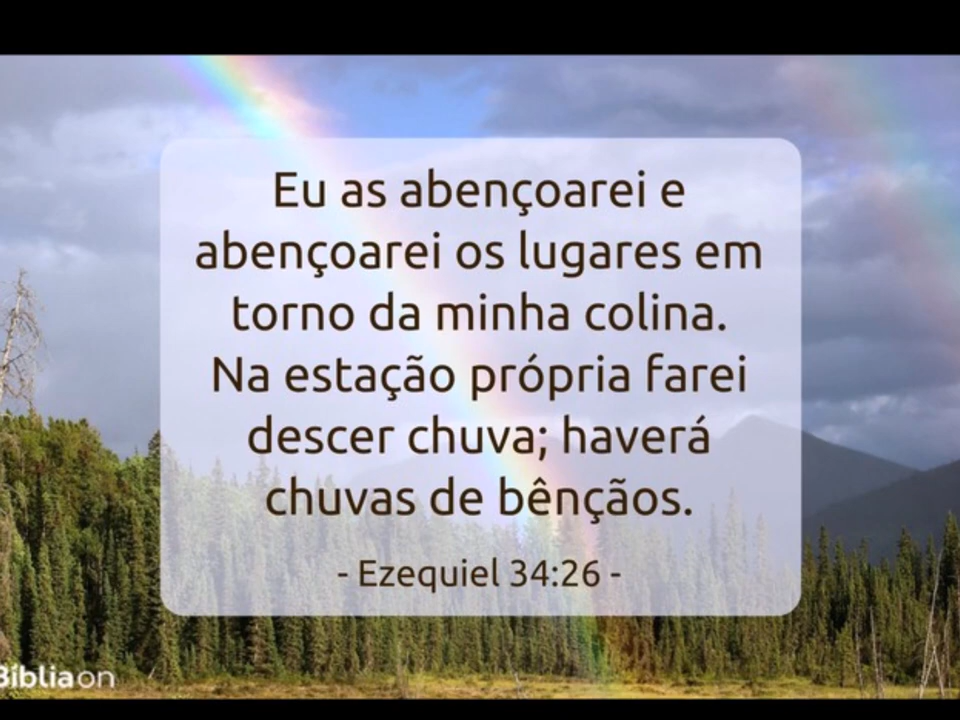 Eu as abençoarei e
abençoarei os lugares em
torno da minha colina.
Na estação própria farei
descer chuva; haverá
chuvas de bênçãos.
- Ezequiel 34:26 -
Bíbliaon